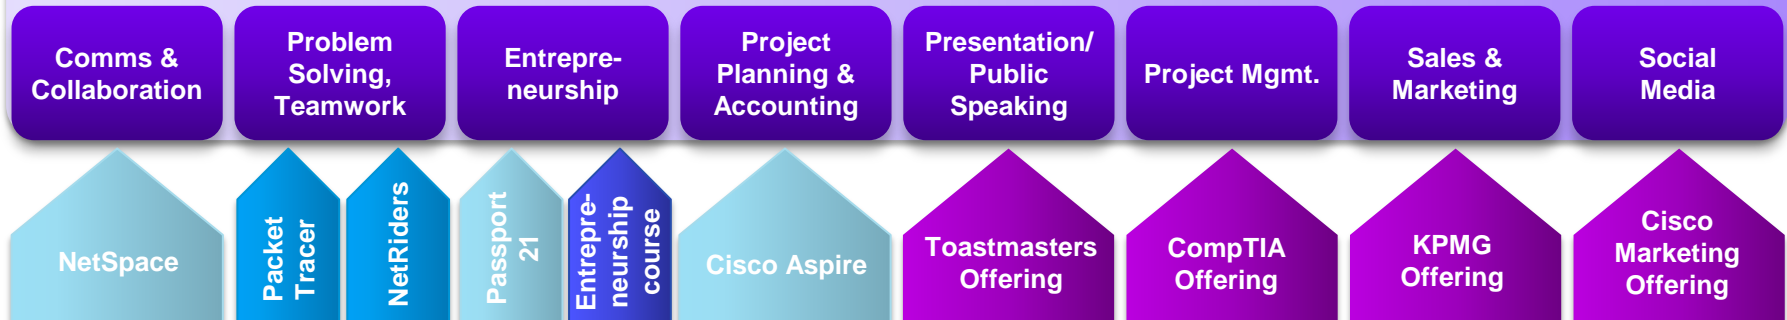 Comms &
Collaboration
Problem
Solving,
Teamwork
Entrepre-
neurship
Project
Planning &
Accounting
Presentation/
Public
Speaking
Project Mgmt.
Sales &
Marketing
Social
Media
NetSpace
Packet
Tracer
NetRiders
Passport
21
Entrepre-
neurship
course
Cisco Aspire
Toastmasters
Offering
CompTIA
Offering
KPMG
Offering
Cisco
Marketing
Offering